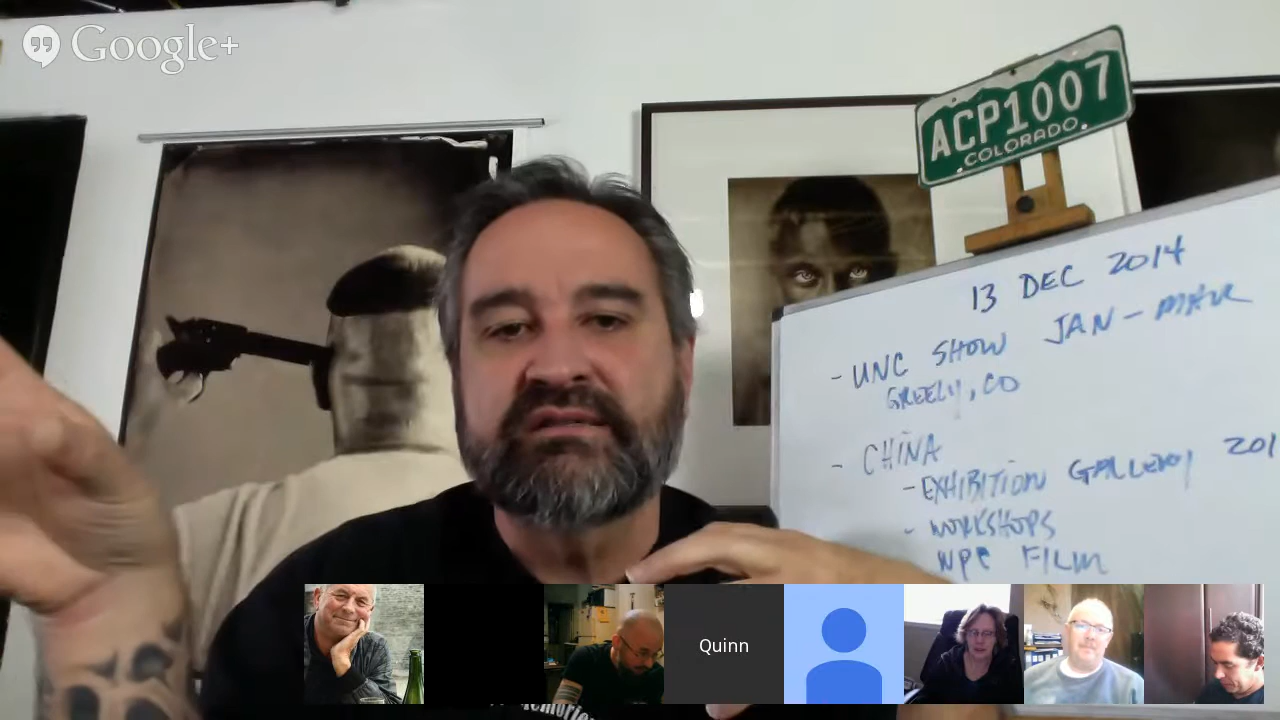 Google+
ACP1007
COLORADO
13 DEC 2014
- UNC SHOW JAN - MAR
GREELY, CO
- CHINA
- EXHIBITION GALLERY 201
- WORKSHOPS
WPC FILM
Quinn